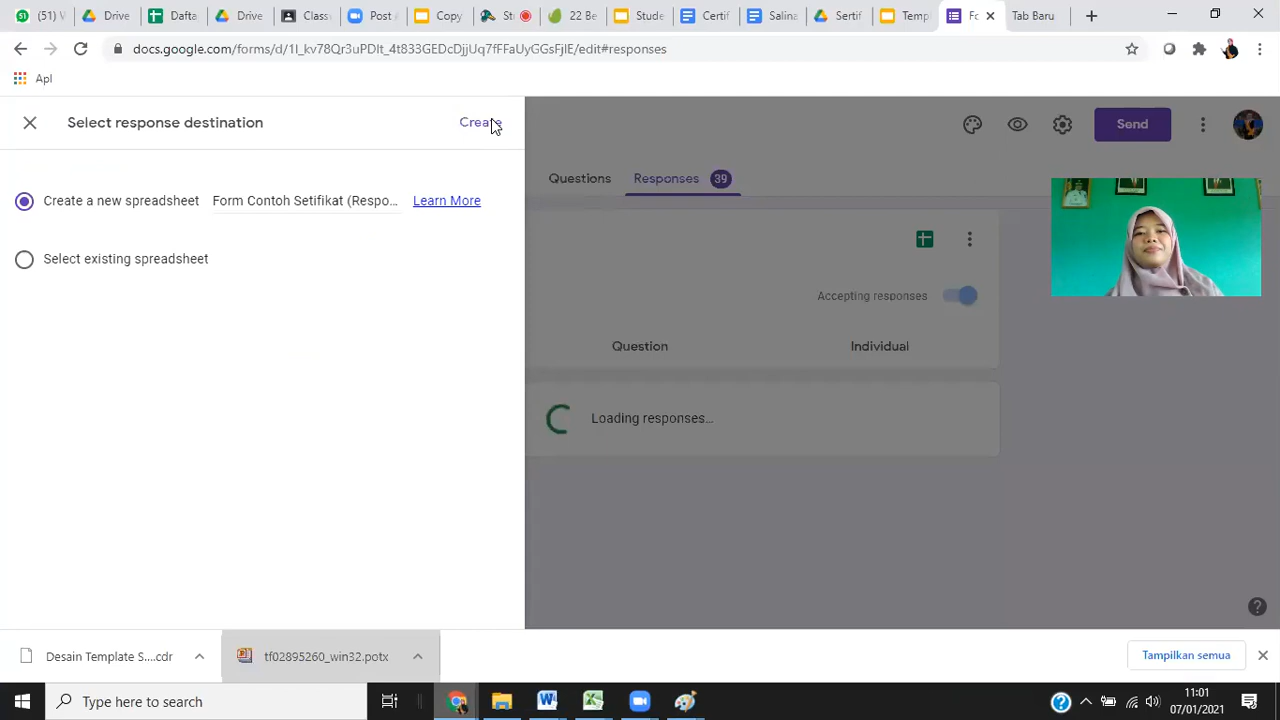 (51) V
Drive
Dafta
Drive
Class
Post A
Copy
Sto
22 Be
Stude
Certif
Salina
Sertif
Temp
Fo
Tab Baru
docs.google.com/forms/d/1I_kv78Qr3uPDIt_4t833GEDcDjjUq7fFFaUyGGsFjlE/edit#responses
Apl
Select response destination
Create
Send
Questions
Responses
39
Create a new spreadsheet
Form Contoh Setifikat (Respo...
Learn More
Select existing spreadsheet
Accepting responses
Question
Individual
Loading responses...
Desain Template S....cdr
tf02895260_win32.potx
Tampilkan semua
Type here to search
11:01
07/01/2021